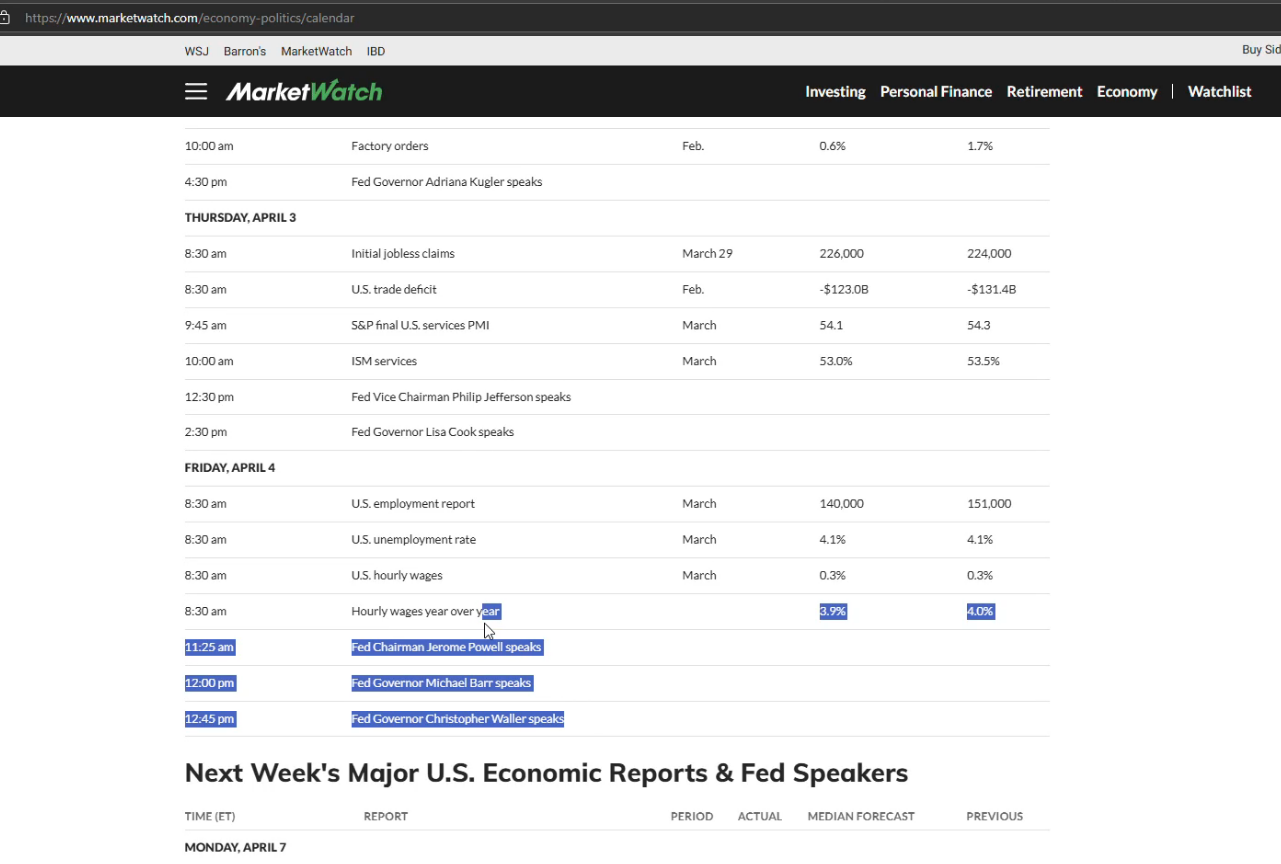 https://www.marketwatch.com/economy-politics/calendar
WSJ Barron's MarketWatch IBD Buy Sid
MarketWatch Investing Personal Finance Retirement Economy | Watchlist
10:00 am Factory orders Feb. 0.6% 1.7%
4:30 pm Fed Governor Adriana Kugler speaks
THURSDAY, APRIL 3
8:30 am Initial jobless claims March 29 226,000 224,000
8:30 am U.S. trade deficit Feb. -$123.0B -$131.4B
9:45 am S&P final U.S. services PMI March 54.1 54.3
10:00 am ISM services March 53.0% 53.5%
12:30 pm Fed Vice Chairman Philip Jefferson speaks
2:30 pm Fed Governor Lisa Cook speaks
FRIDAY, APRIL 4
8:30 am U.S. employment report March 140,000 151,000
8:30 am U.S. unemployment rate March 4.1% 4.1%
8:30 am U.S. hourly wages March 0.3% 0.3%
8:30 am Hourly wages year over year 3.9% 4.0%
11:25 am Fed Chairman Jerome Powell speaks
12:00 pm Fed Governor Michael Barr speaks
12:45 pm Fed Governor Christopher Waller speaks
Next Week's Major U.S. Economic Reports & Fed Speakers
TIME (ET) REPORT PERIOD ACTUAL MEDIAN FORECAST PREVIOUS
MONDAY, APRIL 7